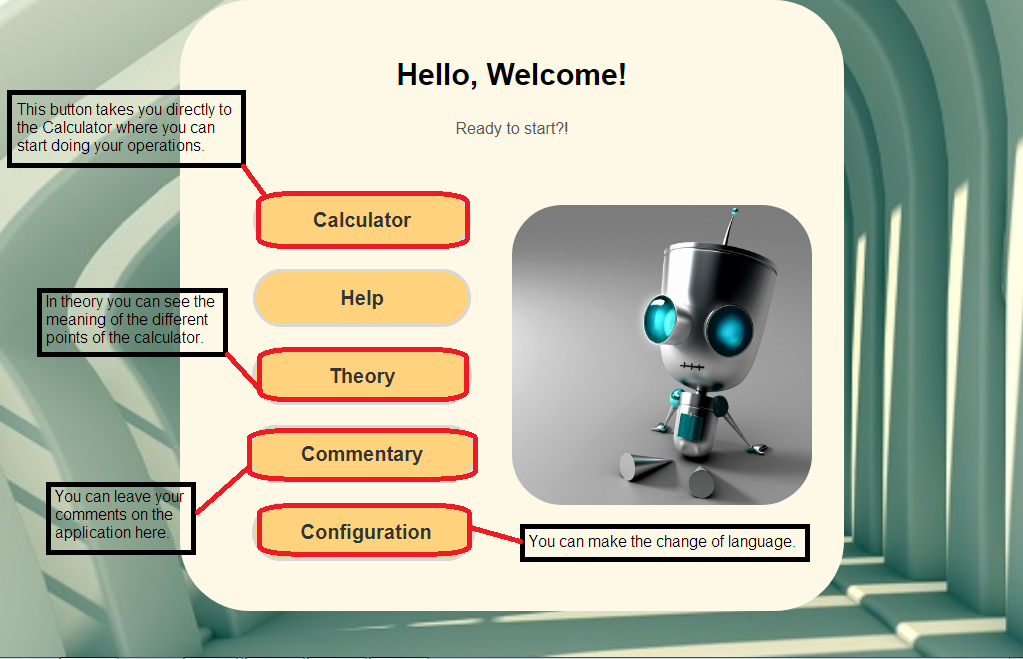 Hello, Welcome!
Ready to start?!
This button takes you directly to
the Calculator where you can
start doing your operations.
Calculator
Help
In theory you can see the
meaning of the different
points of the calculator.
Theory
Commentary
You can leave your
comments on the
application here.
Configuration
You can make the change of language.